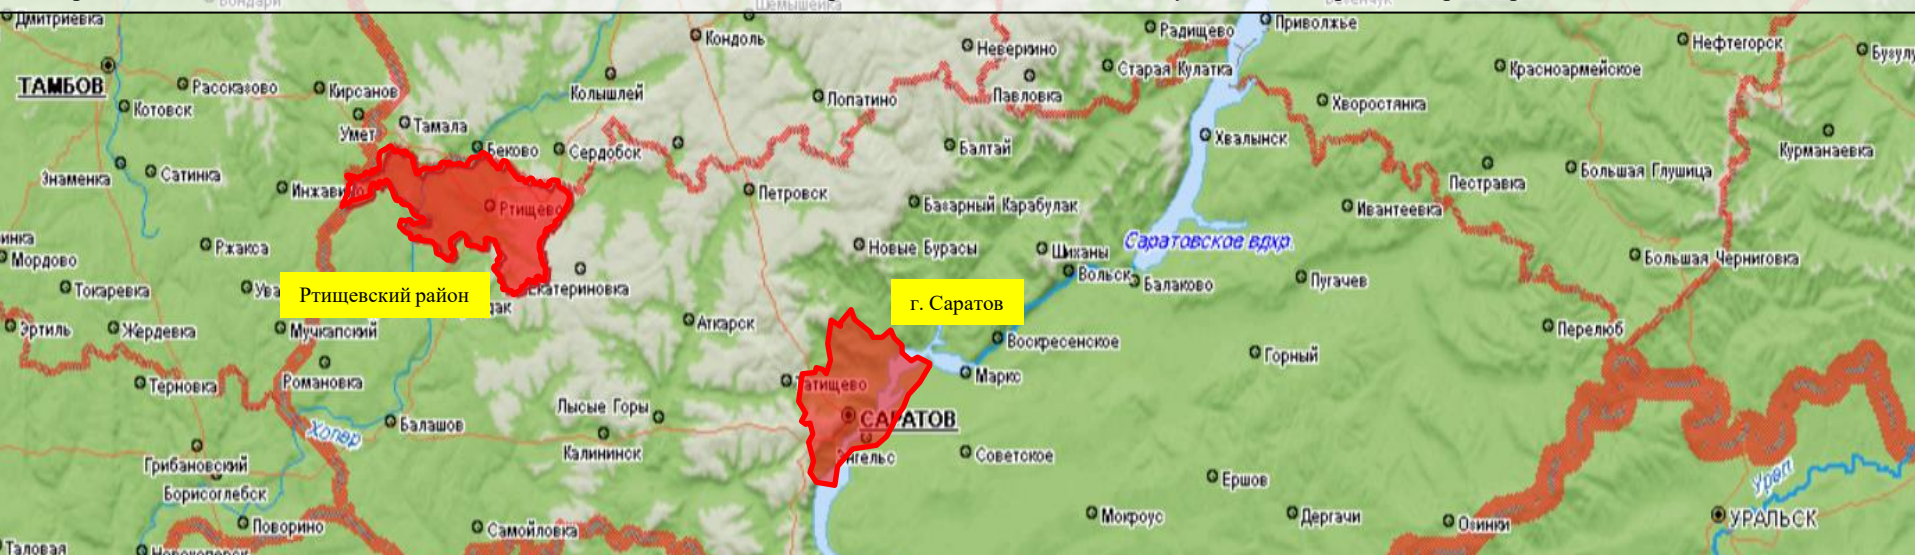 Дмитриевка
ТАМБОВ
Рассказово
Котовск
Кирсанов
Умет
Тамала
Беково
Сердобск
Колышлей
Кондоль
Лопатино
Неверкино
Павловка
Радищево
Старая Кулатка
Приволжье
Хвалынск
Хворостянка
Красноармейское
Нефтегорск
Курманаевка
Пестравка
Большая Глушица
Знаменка
Сатинка
Ртищево
Петровск
Балтай
Базарный Карабулак
Ивантеевка
Ржакса
Мордово
Новые Бурасы
Шиханы
Саратовское вдхр.
Большая Черниговка
Токаревка
Ртищевский район
Екатериновка
г. Саратов
Вольск
Балаково
Пугачев
Эртиль
Жердевка
Мучкапский
Аткарск
Воскресенское
Горный
Перелюб
Терновка
Романовка
Татищево
Маркс
Лысые Горы
САРАТОВ
Хопер
Балашов
Калининск
Советское
Грибановский
Борисоглебск
Ершов
Урал
Поворино
Самойловка
Мокроус
Дергачи
Озинки
УРАЛЬСК
Таловая